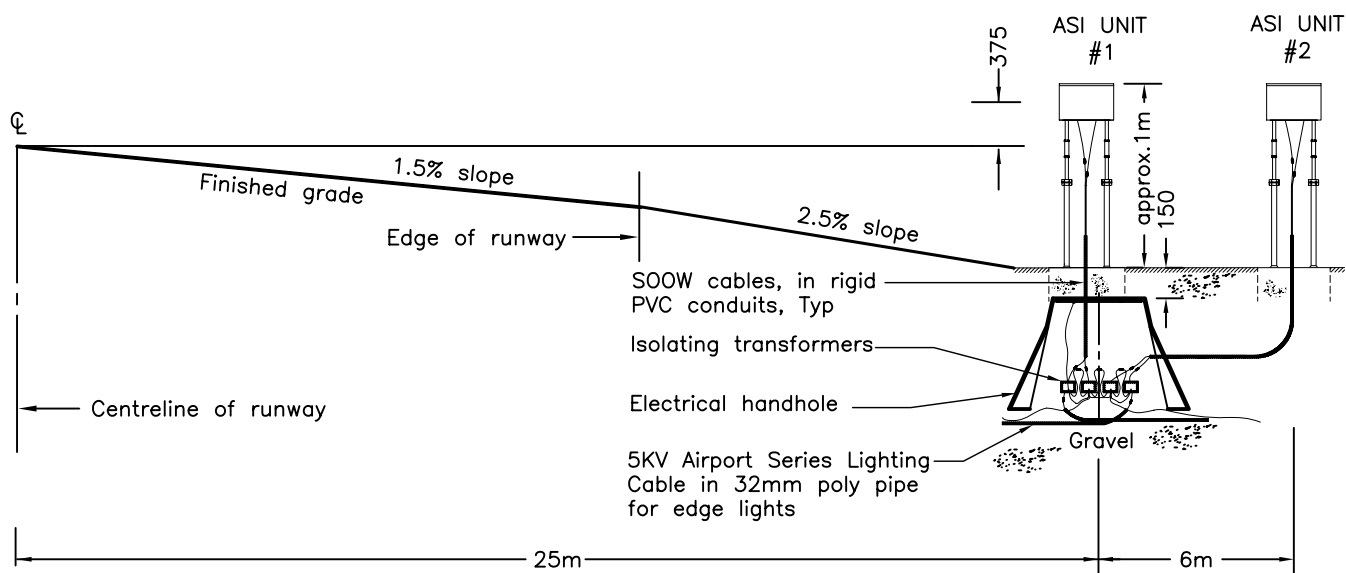 ASI UNIT
#1
ASI UNIT
#2
375
℄
approx.1m
1.5% slope
Finished grade
150
2.5% slope
Edge of runway
SOOW cables, in rigid
PVC conduits, Typ
Isolating transformers
Centreline of runway
Electrical handhole
Gravel
5KV Airport Series Lighting
Cable in 32mm poly pipe
for edge lights
25m
6m